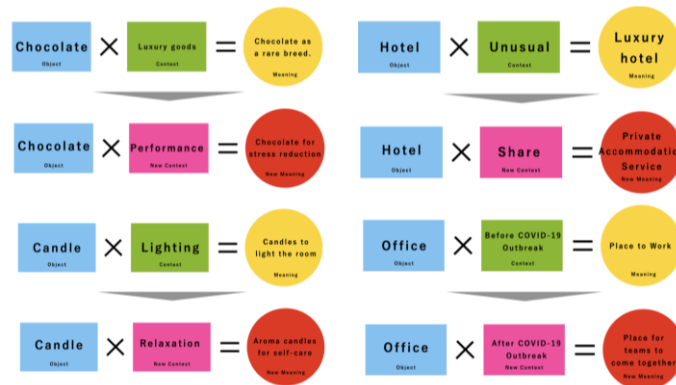 Chocolate
Object
×
Luxury goods
Context
=
Chocolate as
a rare breed.
Meaning
Chocolate
Object
×
Performance
New Context
=
Chocolate for
stress reduction
New Meaning
Candle
Object
×
Lighting
Context
=
Candles to
light the room
Meaning
Candle
Object
×
Relaxation
New Context
=
Aroma candles
for self-care
New Meaning
Hotel
Object
×
Unusual
Context
=
Luxury
hotel
Meaning
Hotel
Object
×
Share
New Context
=
Private
Accommodation
Service
New Meaning
Office
Object
×
Before COVID-19
Outbreak
Context
=
Place to Work
Meaning
Office
Object
×
After COVID-19
Outbreak
New Context
=
Place for
teams to
come together
New Meaning